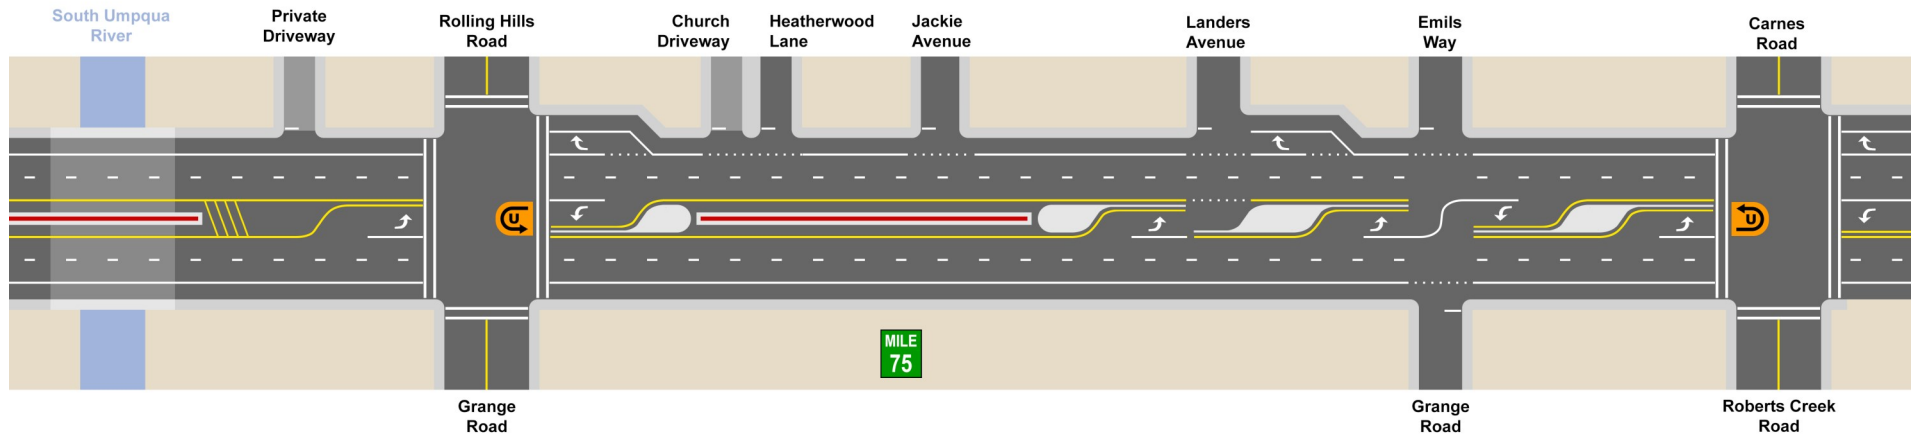 South Umpqua
River
Private
Driveway
Rolling Hills
Road
Church
Driveway
Heatherwood
Lane
Jackie
Avenue
Landers
Avenue
Emils
Way
Carnes
Road
U
U
MILE
75
Grange
Road
Grange
Road
Roberts Creek
Road